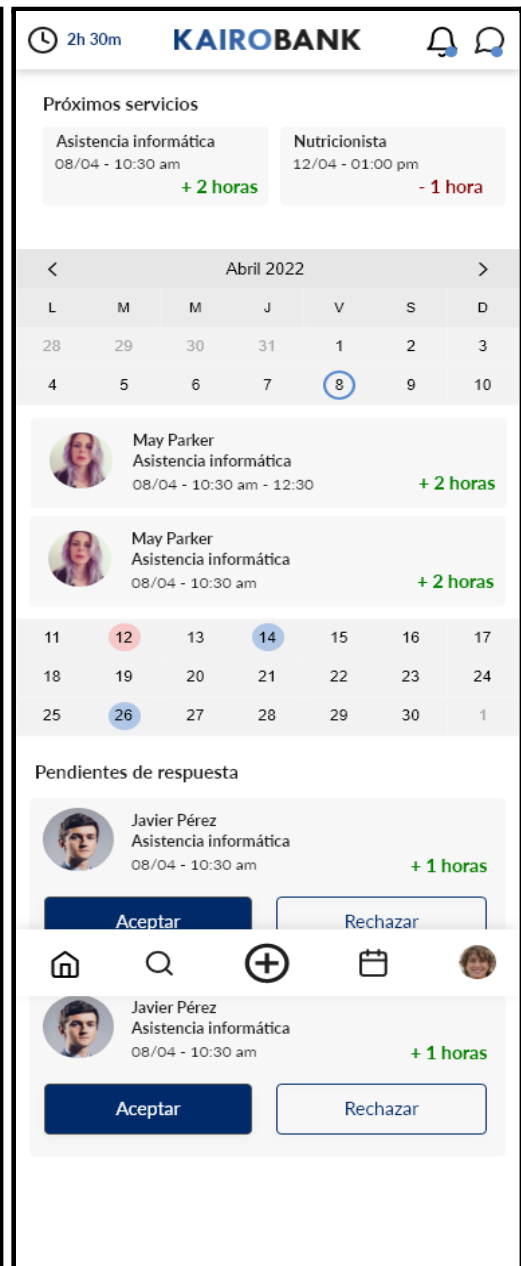 2h 30m KAIROBANK
Próximos servicios
Asistencia informática
08/04 - 10:30 am
+ 2 horas
Nutricionista
12/04 - 01:00 pm
- 1 hora
< Abril 2022 >
L M M J V S D
28 29 30 31 1 2 3
4 5 6 7 8 9 10
May Parker
Asistencia informática
08/04 - 10:30 am - 12:30 + 2 horas
May Parker
Asistencia informática
08/04 - 10:30 am + 2 horas
11 12 13 14 15 16 17
18 19 20 21 22 23 24
25 26 27 28 29 30 1
Pendientes de respuesta
Javier Pérez
Asistencia informática
08/04 - 10:30 am + 1 horas
Aceptar Rechazar
Javier Pérez
Asistencia informática
08/04 - 10:30 am + 1 horas
Aceptar Rechazar